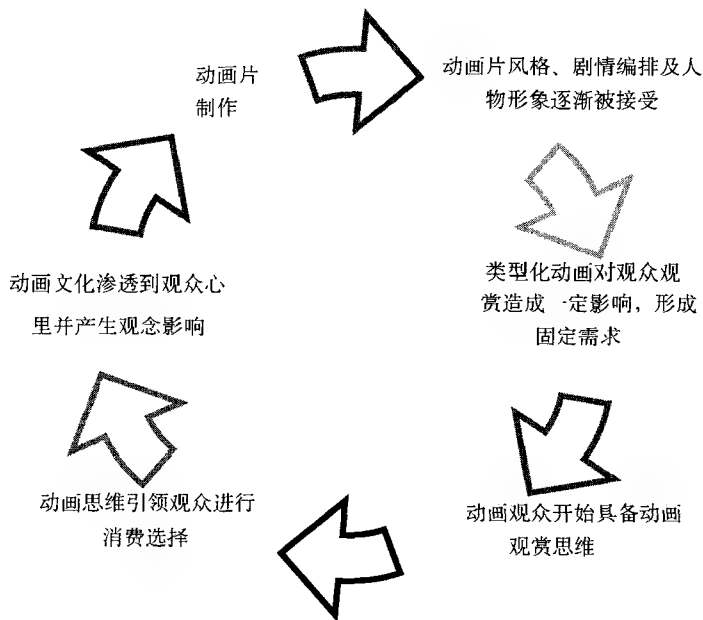 动画片
制作
动画片风格、剧情编排及人
物形象逐渐被接受
类型化动画对观众观
赏造成一定影响，形成
固定需求
动画观众开始具备动画
观赏思维
动画思维引领观众进行
消费选择
动画文化渗透到观众心
里并产生观念影响